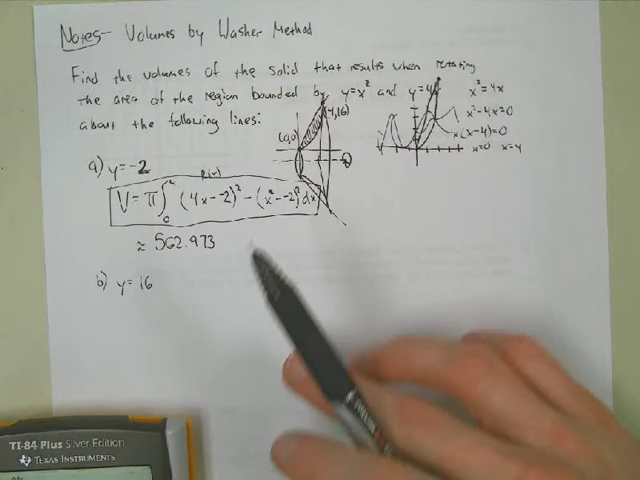 Notes- Volumes by Washer Method
Find the volumes of the solid that results when rotating
the area of the region bounded by y=x² and y=4x
about the following lines:
x²=4x
x²-4x=0
x(x-4)=0
x=0 x=4
(0,0)
(4,16)
a) y=-2
V=π∫₀⁴ (4x--2)² - (x²--2)² dx
≈ 562.973
b) y=16
TI-84 Plus Silver Edition
TEXAS INSTRUMENTS